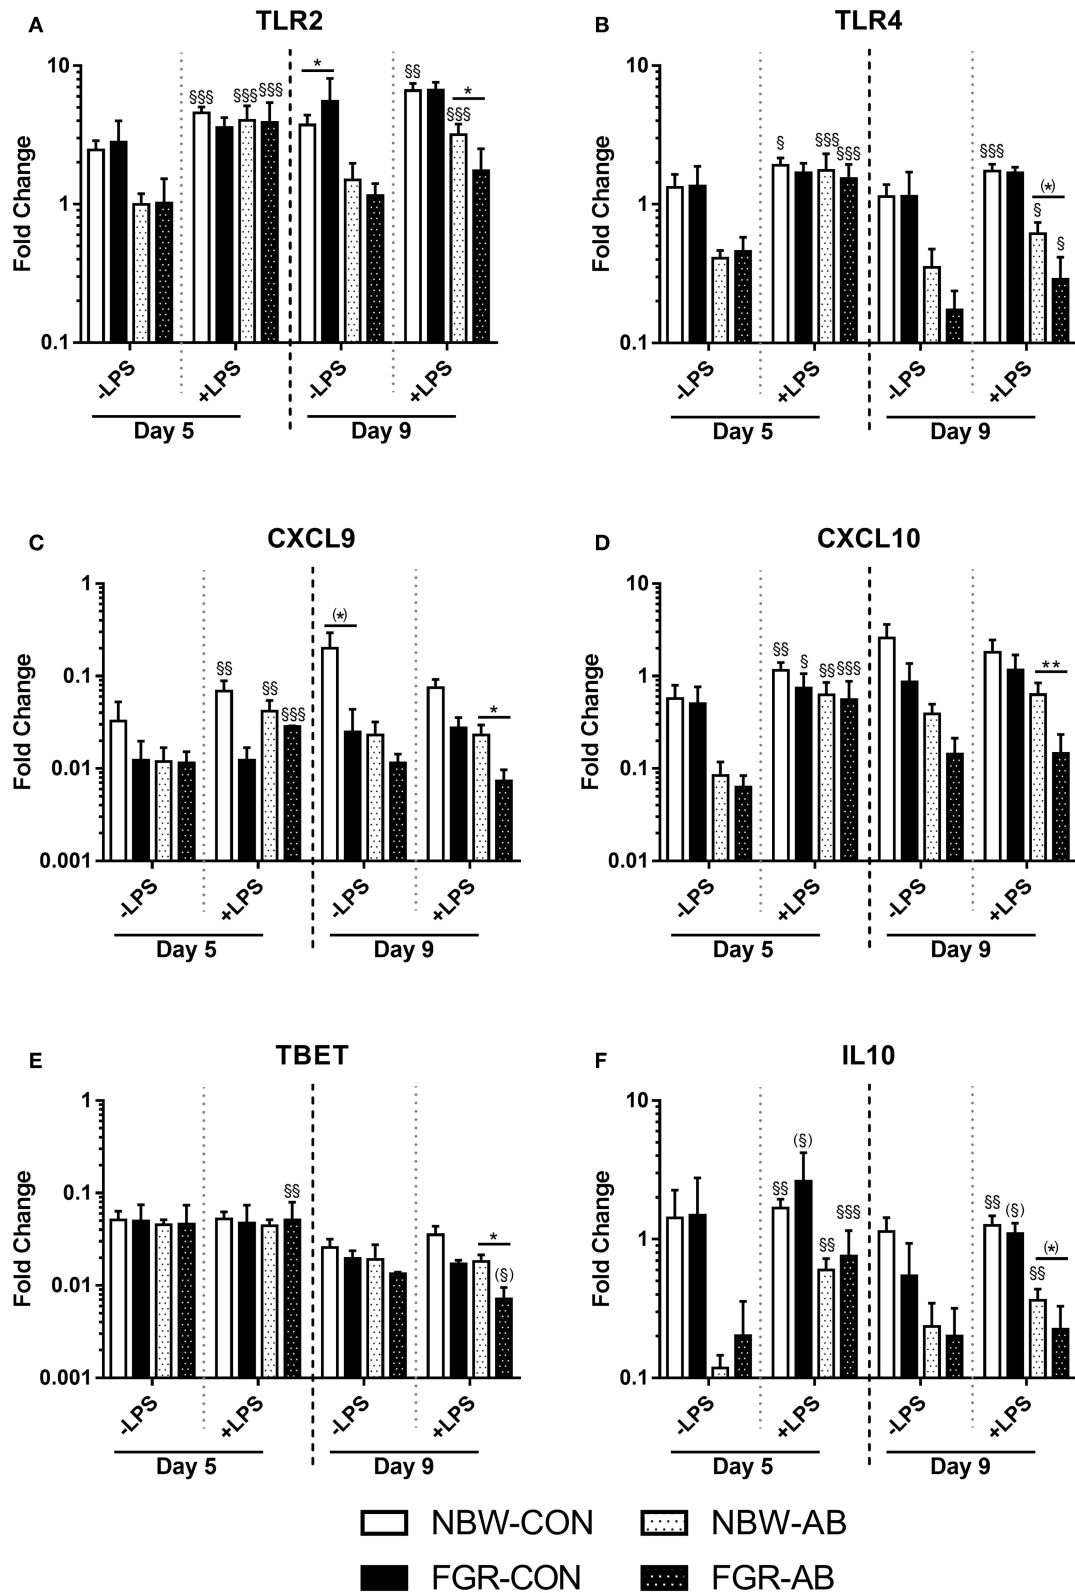 A
TLR2
Fold Change
10
1
0.1
§§§
§§§
§§§
*
§§
§§§
*
-LPS
+LPS
-LPS
+LPS
Day 5
Day 9
B
TLR4
Fold Change
10
1
0.1
§
§§§
§§§
§§§
(*)
§
§
-LPS
+LPS
-LPS
+LPS
Day 5
Day 9
C
CXCL9
Fold Change
1
0.1
0.01
0.001
§§
§§
§§§
(*)
*
-LPS
+LPS
-LPS
+LPS
Day 5
Day 9
D
CXCL10
Fold Change
10
1
0.1
0.01
§§
§
§§
§§§
**
-LPS
+LPS
-LPS
+LPS
Day 5
Day 9
E
TBET
Fold Change
1
0.1
0.01
0.001
§§
*
(§)
-LPS
+LPS
-LPS
+LPS
Day 5
Day 9
F
IL10
Fold Change
10
1
0.1
§§
(§)
§§
§§§
§§
(§)
§§
(*)
-LPS
+LPS
-LPS
+LPS
Day 5
Day 9
NBW-CON
NBW-AB
FGR-CON
FGR-AB